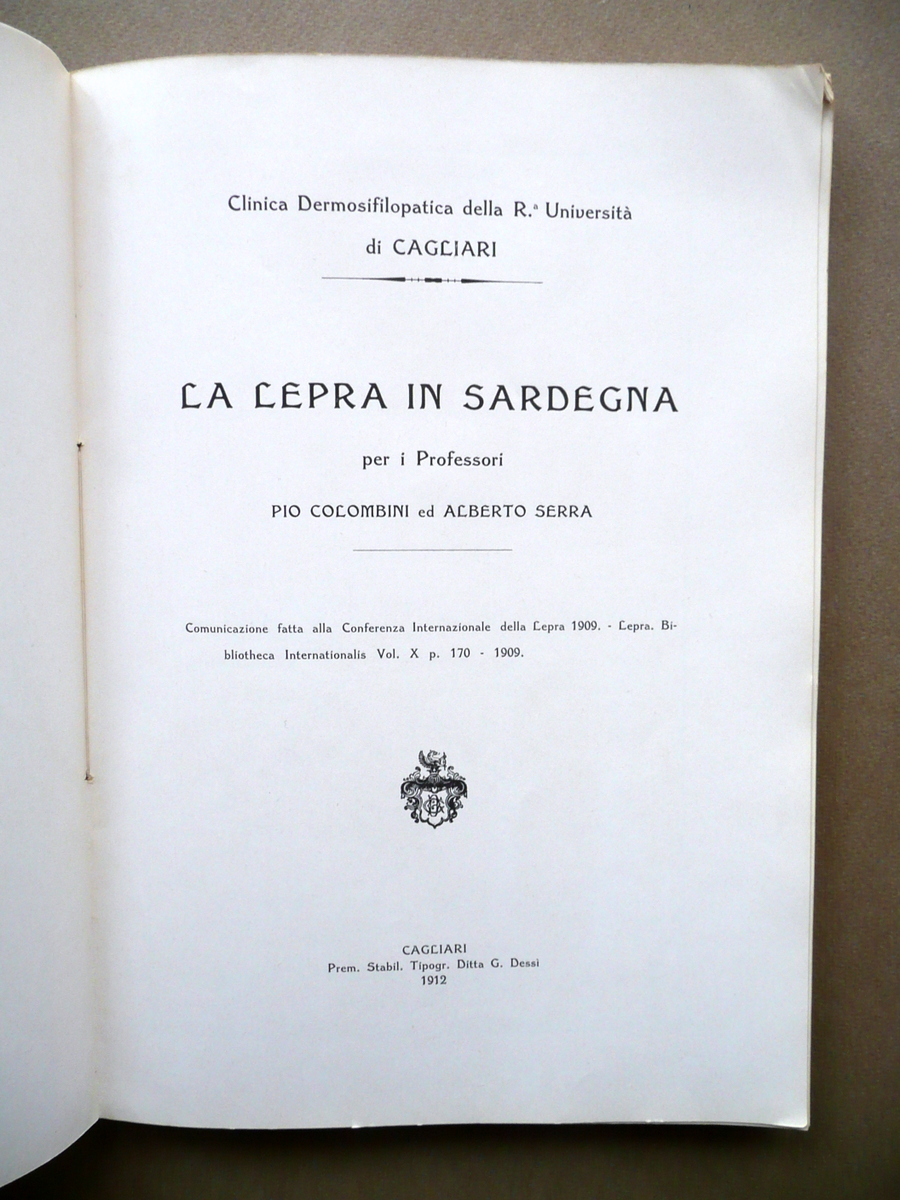 Clinica Dermosifilopatica della R.ª Università
di CAGLIARI
LA LEPRA IN SARDEGNA
per i Professori
PIO COLOMBINI ed ALBERTO SERRA
Comunicazione fatta alla Conferenza Internazionale della Lepra 1909. - Lepra. Bi-
bliotheca Internationalis Vol. X p. 170 - 1909.
CAGLIARI
Prem. Stabil. Tipogr. Ditta G. Dessì
1912